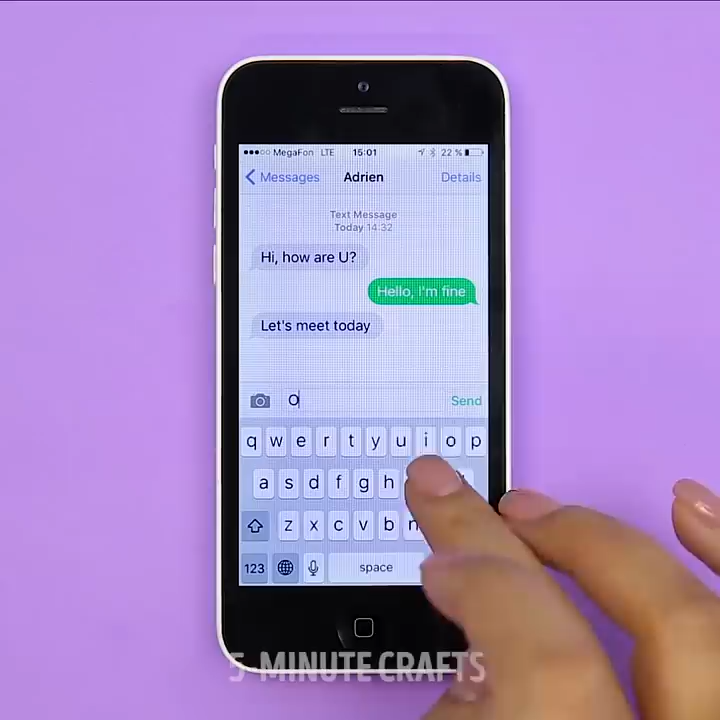 MegaFon LTE 15:01 22 %
Messages Adrien Details
Text Message
Today 14:32
Hi, how are U?
Hello, I'm fine
Let's meet today
O Send
q w e r t y u i o p
a s d f g h
z x c v b n
123 space
5-MINUTE CRAFTS